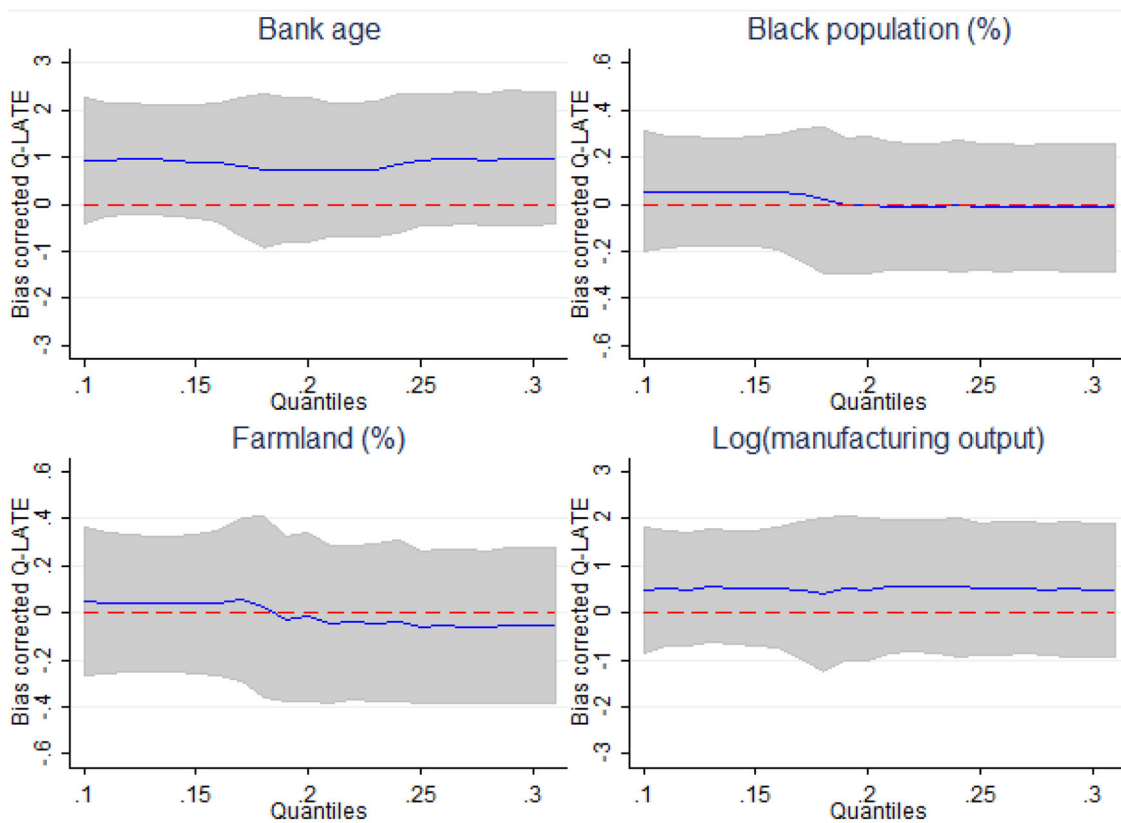 Bank age
Bias corrected Q-LATE
3
2
1
0
-1
-2
-3
.1 .15 .2 .25 .3
Quantiles
Black population (%)
Bias corrected Q-LATE
.6
.4
.2
0
-.2
-.4
-.6
.1 .15 .2 .25 .3
Quantiles
Farmland (%)
Bias corrected Q-LATE
.6
.4
.2
0
-.2
-.4
-.6
.1 .15 .2 .25 .3
Quantiles
Log(manufacturing output)
Bias corrected Q-LATE
3
2
1
0
-1
-2
-3
.1 .15 .2 .25 .3
Quantiles